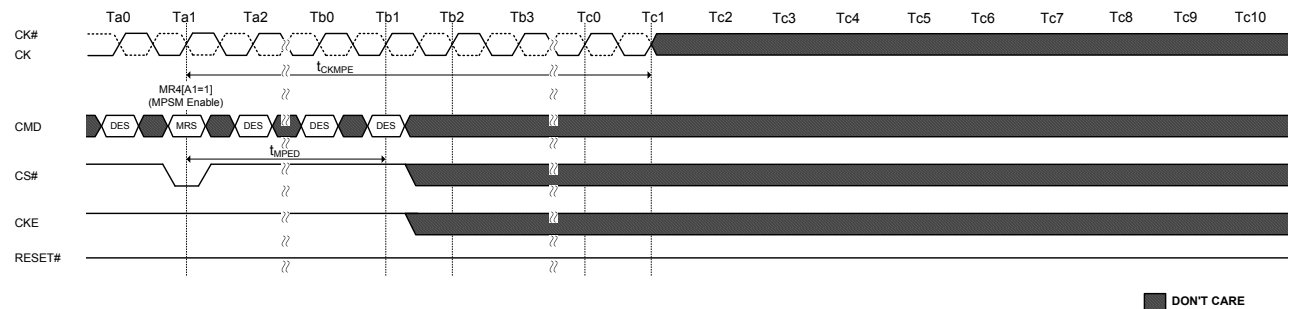 Ta0 Ta1 Ta2 Tb0 Tb1 Tb2 Tb3 Tc0 Tc1 Tc2 Tc3 Tc4 Tc5 Tc6 Tc7 Tc8 Tc9 Tc10
CK#
CK
tCKMPE
MR4[A1=1]
(MPSM Enable)
CMD DES MRS DES DES DES
tMPED
CS#
CKE
RESET#
DON'T CARE